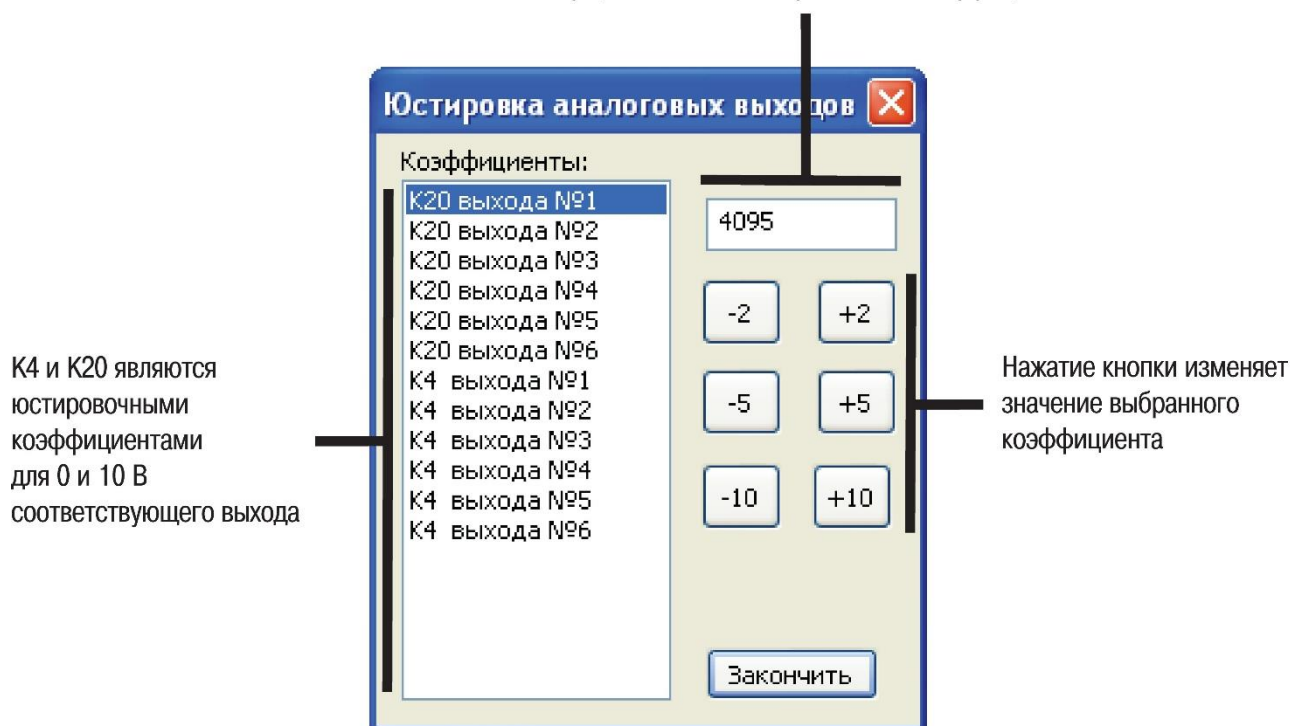 Юстировка аналоговых выходов
Коэффициенты:
К20 выхода №1
К20 выхода №2
К20 выхода №3
К20 выхода №4
К20 выхода №5
К20 выхода №6
К4 выхода №1
К4 выхода №2
К4 выхода №3
К4 выхода №4
К4 выхода №5
К4 выхода №6
4095
-2
+2
-5
+5
-10
+10
Закончить
К4 и К20 являются
юстировочными
коэффициентами
для 0 и 10 В
соответствующего выхода
Нажатие кнопки изменяет
значение выбранного
коэффициента